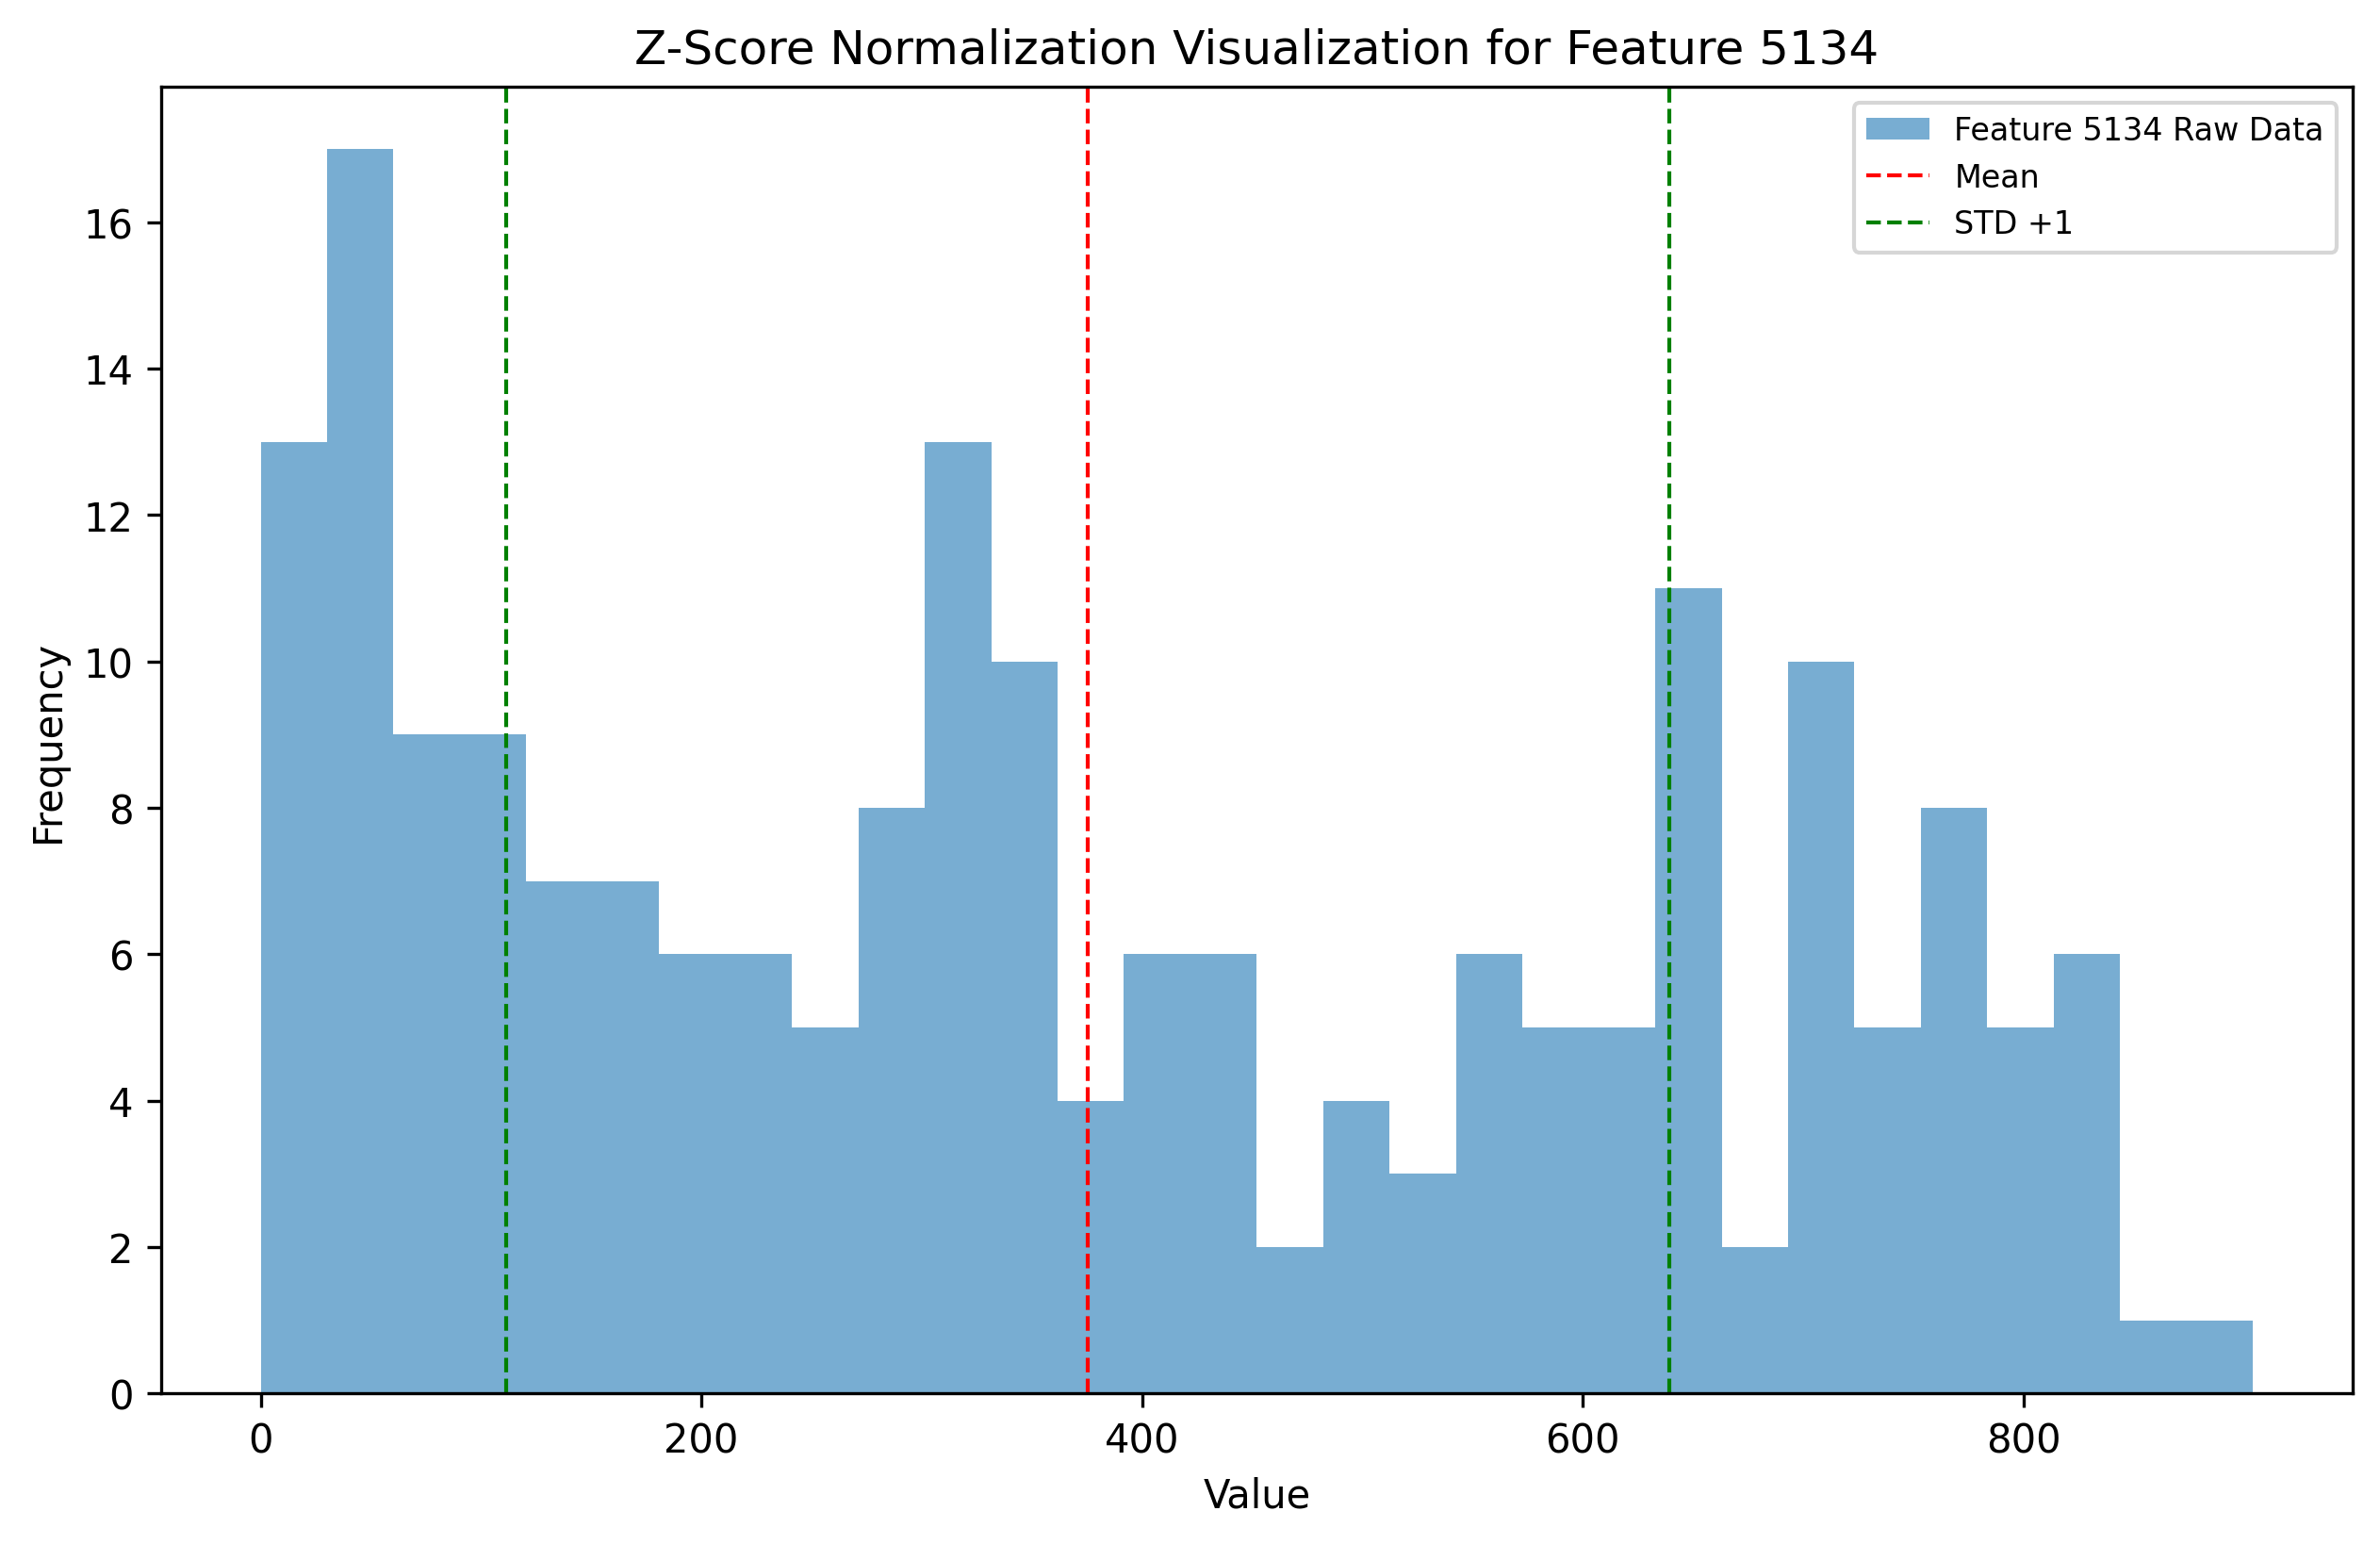 Z-Score Normalization Visualization for Feature 5134
Feature 5134 Raw Data
Mean
STD +1
Frequency
16
14
12
10
8
6
4
2
0
0 200 400 600 800
Value